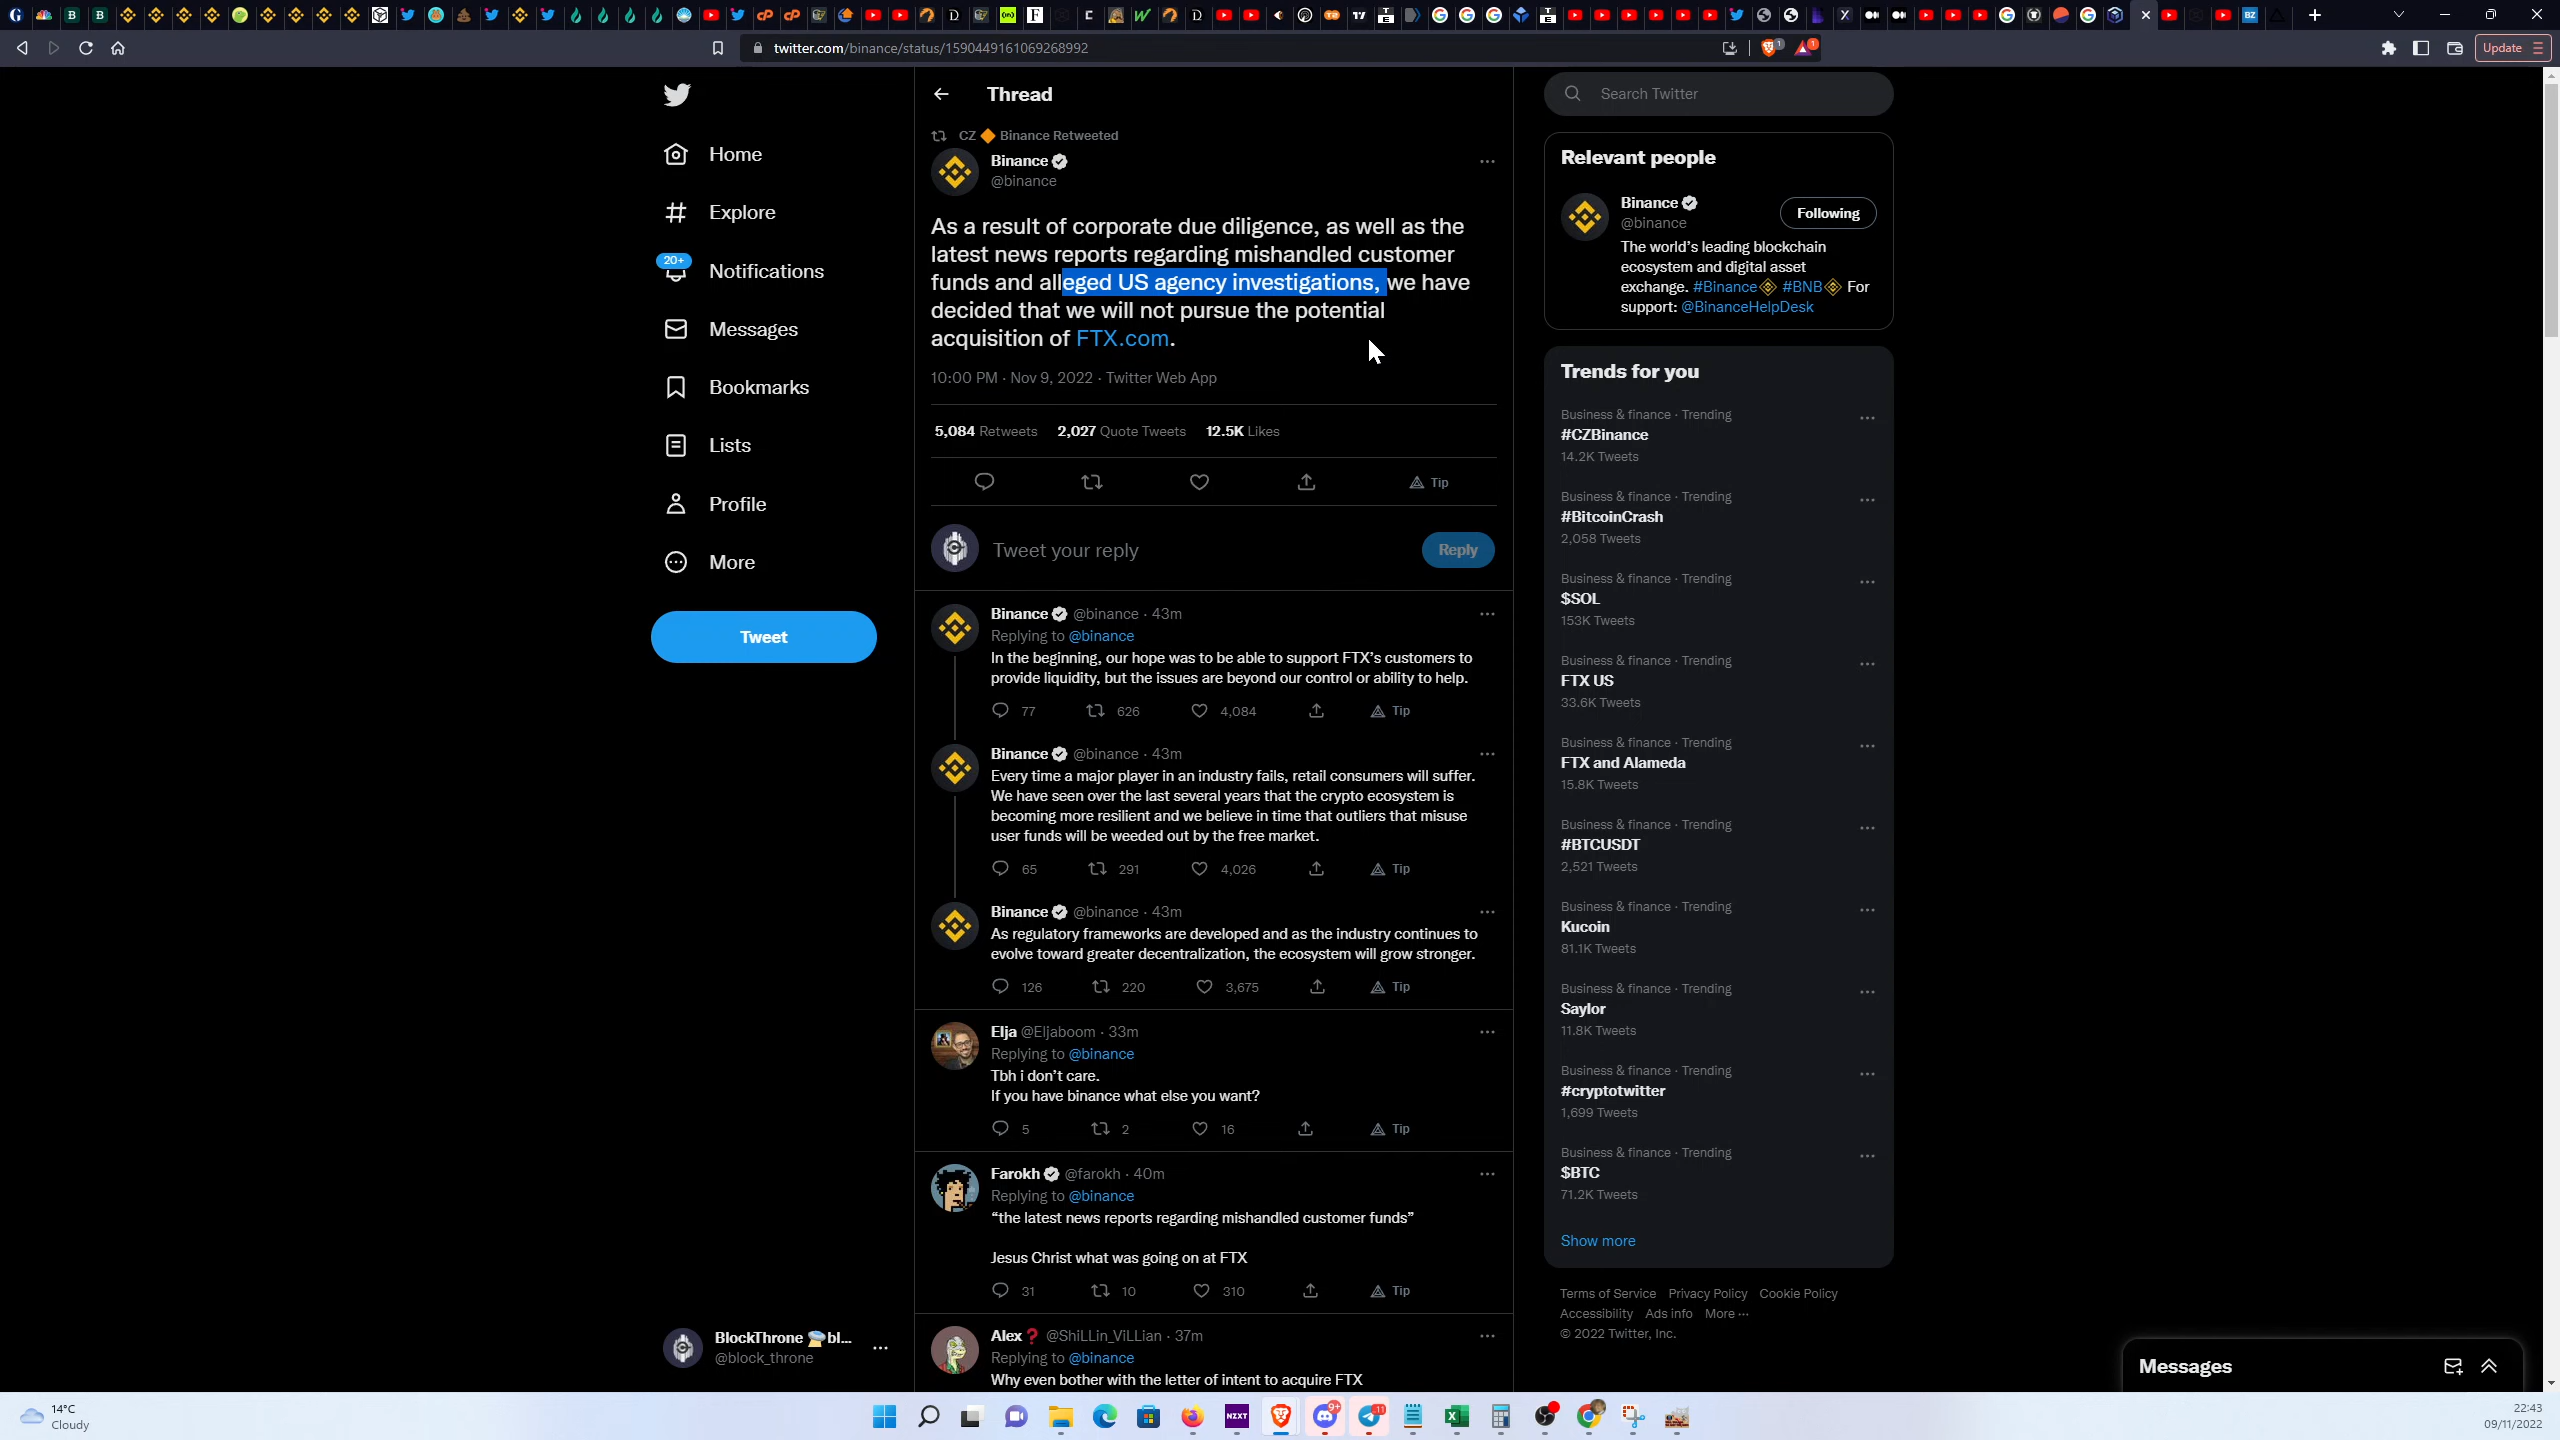 twitter.com/binance/status/1590449161069268992
Update
Home
Explore
20+
Notifications
Messages
Bookmarks
Lists
Profile
More
Tweet
BlockThrone bl...
@block_throne
Thread
CZ 🔶 Binance Retweeted
Binance
@binance
As a result of corporate due diligence, as well as the
latest news reports regarding mishandled customer
funds and alleged US agency investigations, we have
decided that we will not pursue the potential
acquisition of FTX.com.
10:00 PM · Nov 9, 2022 · Twitter Web App
5,084 Retweets 2,027 Quote Tweets 12.5K Likes
Tip
Tweet your reply
Reply
Binance @binance · 43m
Replying to @binance
In the beginning, our hope was to be able to support FTX's customers to
provide liquidity, but the issues are beyond our control or ability to help.
77 626 4,084 Tip
Binance @binance · 43m
Every time a major player in an industry fails, retail consumers will suffer.
We have seen over the last several years that the crypto ecosystem is
becoming more resilient and we believe in time that outliers that misuse
user funds will be weeded out by the free market.
65 291 4,026 Tip
Binance @binance · 43m
As regulatory frameworks are developed and as the industry continues to
evolve toward greater decentralization, the ecosystem will grow stronger.
126 220 3,675 Tip
Elja @Eljaboom · 33m
Replying to @binance
Tbh i don't care.
If you have binance what else you want?
5 2 16 Tip
Farokh @farokh · 40m
Replying to @binance
“the latest news reports regarding mishandled customer funds”
Jesus Christ what was going on at FTX
31 10 310 Tip
Alex❓ @ShiLLin_ViLLian · 37m
Replying to @binance
Why even bother with the letter of intent to acquire FTX
Search Twitter
Relevant people
Binance
@binance
Following
The world's leading blockchain
ecosystem and digital asset
exchange. #Binance #BNB For
support: @BinanceHelpDesk
Trends for you
Business & finance · Trending
#CZBinance
14.2K Tweets
Business & finance · Trending
#BitcoinCrash
2,058 Tweets
Business & finance · Trending
$SOL
153K Tweets
Business & finance · Trending
FTX US
33.6K Tweets
Business & finance · Trending
FTX and Alameda
15.8K Tweets
Business & finance · Trending
#BTCUSDT
2,521 Tweets
Business & finance · Trending
Kucoin
81.1K Tweets
Business & finance · Trending
Saylor
11.8K Tweets
Business & finance · Trending
#cryptotwitter
1,699 Tweets
Business & finance · Trending
$BTC
71.2K Tweets
Show more
Terms of Service Privacy Policy Cookie Policy
Accessibility Ads info More ···
© 2022 Twitter, Inc.
Messages
14°C
Cloudy
NZXT
9+
22:43
09/11/2022